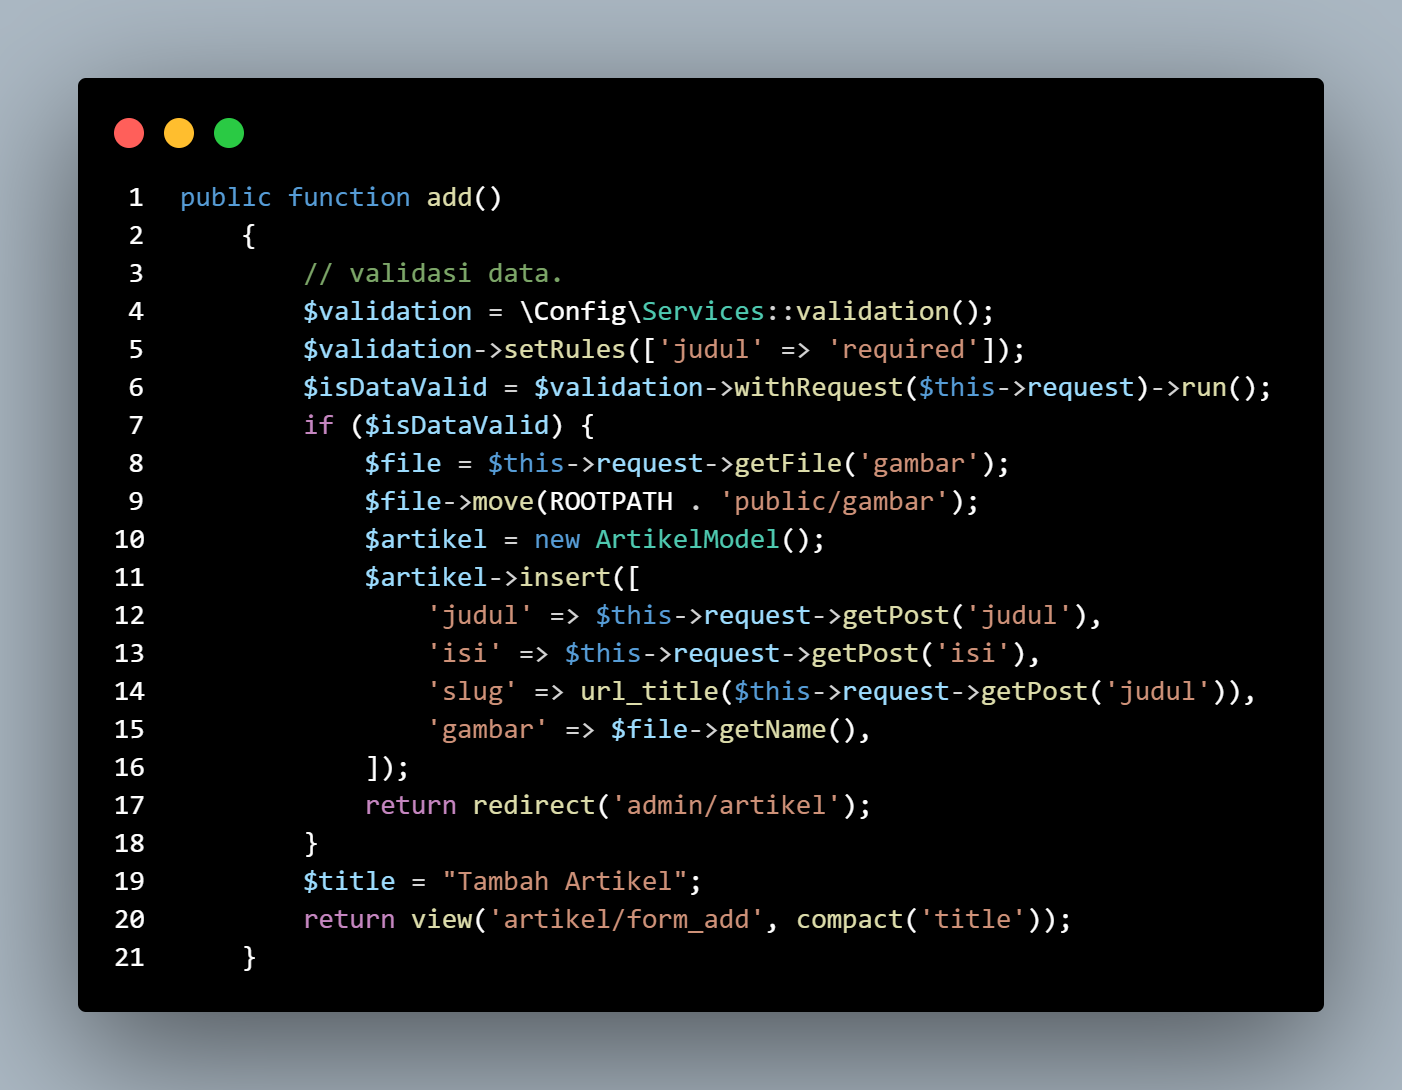 1 public function add()
2 {
3 // validasi data.
4 $validation = \Config\Services::validation();
5 $validation->setRules(['judul' => 'required']);
6 $isDataValid = $validation->withRequest($this->request)->run();
7 if ($isDataValid) {
8 $file = $this->request->getFile('gambar');
9 $file->move(ROOTPATH . 'public/gambar');
10 $artikel = new ArtikelModel();
11 $artikel->insert([
12 'judul' => $this->request->getPost('judul'),
13 'isi' => $this->request->getPost('isi'),
14 'slug' => url_title($this->request->getPost('judul')),
15 'gambar' => $file->getName(),
16 ]);
17 return redirect('admin/artikel');
18 }
19 $title = "Tambah Artikel";
20 return view('artikel/form_add', compact('title'));
21 }